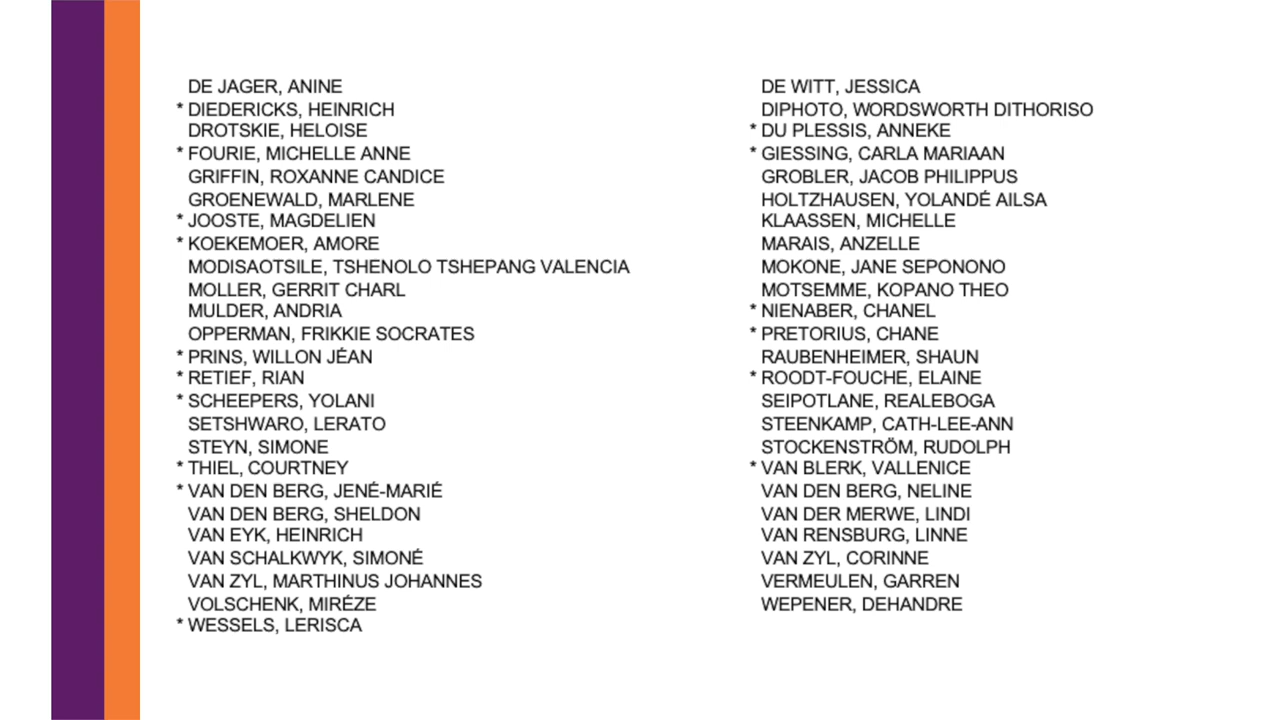 DE JAGER, ANINE
* DIEDERICKS, HEINRICH
DROTSKIE, HELOISE
* FOURIE, MICHELLE ANNE
GRIFFIN, ROXANNE CANDICE
GROENEWALD, MARLENE
* JOOSTE, MAGDELIEN
* KOEKEMOER, AMORE
MODISAOTSILE, TSHENOLO TSHEPANG VALENCIA
MOLLER, GERRIT CHARL
MULDER, ANDRIA
OPPERMAN, FRIKKIE SOCRATES
* PRINS, WILLON JÉAN
* RETIEF, RIAN
* SCHEEPERS, YOLANI
SETSHWARO, LERATO
STEYN, SIMONE
* THIEL, COURTNEY
* VAN DEN BERG, JENÉ-MARIÉ
VAN DEN BERG, SHELDON
VAN EYK, HEINRICH
VAN SCHALKWYK, SIMONÉ
VAN ZYL, MARTHINUS JOHANNES
VOLSCHENK, MIRÉZE
* WESSELS, LERISCA
DE WITT, JESSICA
DIPHOTO, WORDSWORTH DITHORISO
* DU PLESSIS, ANNEKE
* GIESSING, CARLA MARIAAN
GROBLER, JACOB PHILIPPUS
HOLTZHAUSEN, YOLANDÉ AILSA
KLAASSEN, MICHELLE
MARAIS, ANZELLE
MOKONE, JANE SEPONONO
MOTSEMME, KOPANO THEO
* NIENABER, CHANEL
* PRETORIUS, CHANE
RAUBENHEIMER, SHAUN
* ROODT-FOUCHE, ELAINE
SEIPOTLANE, REALEBOGA
STEENKAMP, CATH-LEE-ANN
STOCKENSTRÖM, RUDOLPH
* VAN BLERK, VALLENICE
VAN DEN BERG, NELINE
VAN DER MERWE, LINDI
VAN RENSBURG, LINNE
VAN ZYL, CORINNE
VERMEULEN, GARREN
WEPENER, DEHANDRE